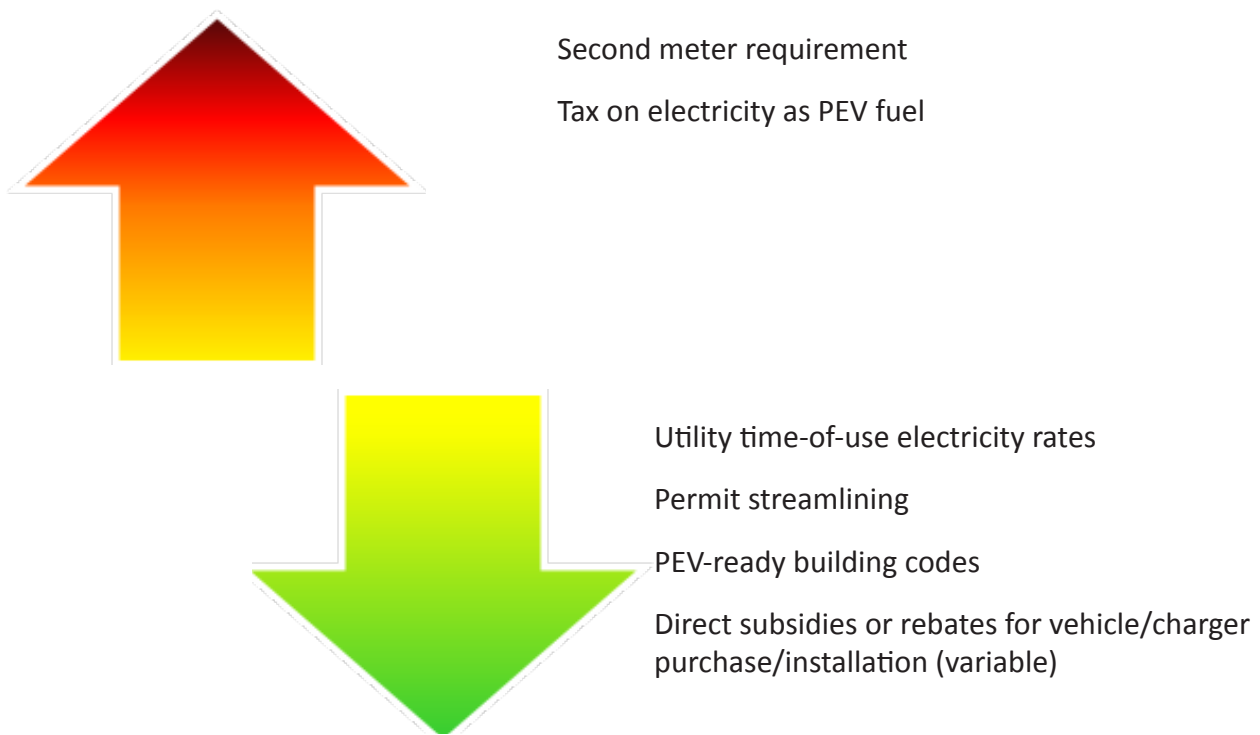 Second meter requirement
Tax on electricity as PEV fuel
Utility time-of-use electricity rates
Permit streamlining
PEV-ready building codes
Direct subsidies or rebates for vehicle/charger
purchase/installation (variable)